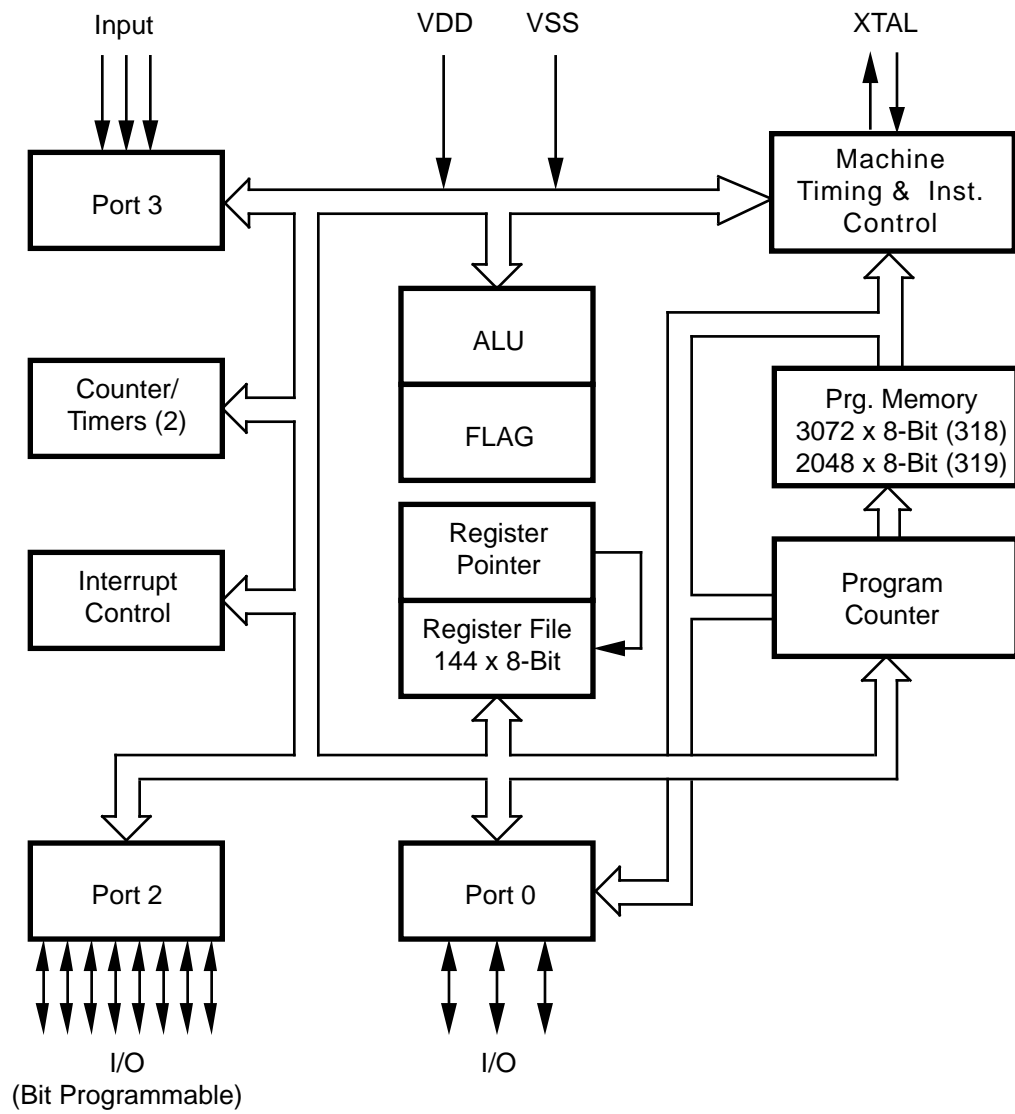 Input
VDD
VSS
XTAL
Port 3
Machine
Timing & Inst.
Control
ALU
FLAG
Counter/
Timers (2)
Prg. Memory
3072 x 8-Bit (318)
2048 x 8-Bit (319)
Register
Pointer
Interrupt
Control
Program
Counter
Register File
144 x 8-Bit
Port 2
Port 0
I/O
(Bit Programmable)
I/O